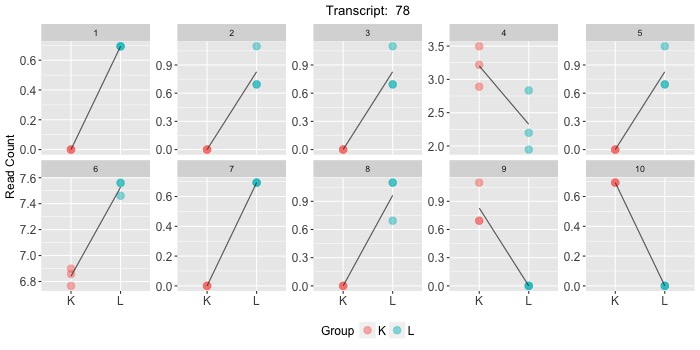 Transcript: 78
1 2 3 4 5
0.6 0.4 0.2 0.0
0.9 0.6 0.3 0.0
0.9 0.6 0.3 0.0
3.5 3.0 2.5 2.0
0.9 0.6 0.3 0.0
Read Count
6 7 8 9 10
7.6 7.4 7.2 7.0 6.8
0.6 0.4 0.2 0.0
0.9 0.6 0.3 0.0
0.9 0.6 0.3 0.0
0.6 0.4 0.2 0.0
K L K L K L K L K L
Group K L